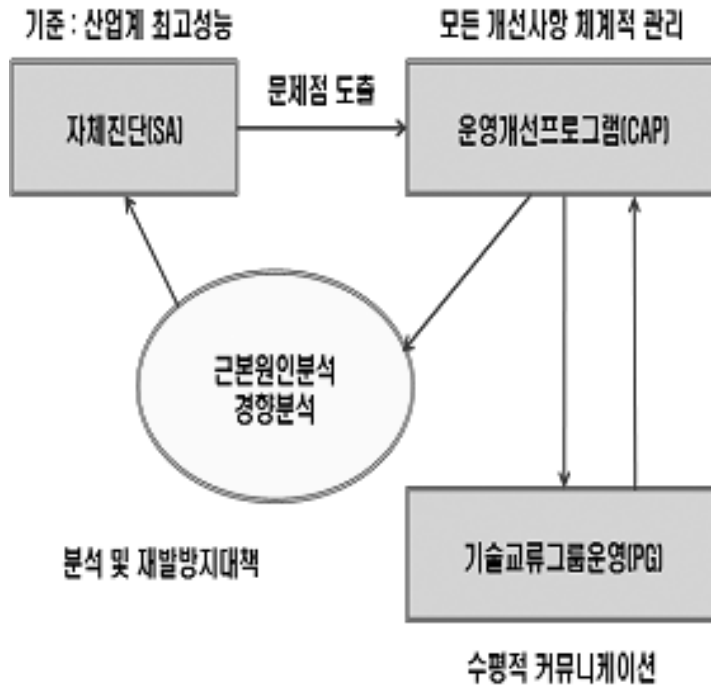 기준 : 산업계 최고성능
모든 개선사항 체계적 관리
자체진단(SA)
문제점 도출
운영개선프로그램(CAP)
근본원인분석
경향분석
분석 및 재발방지대책
기술교류그룹운영(PG)
수평적 커뮤니케이션